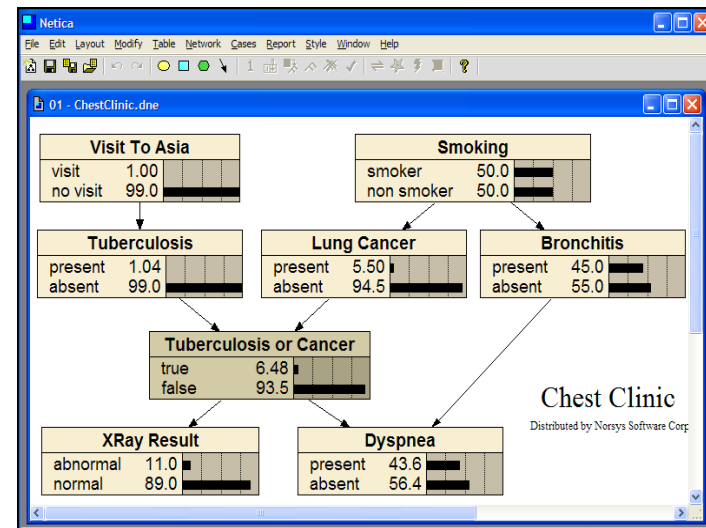 Netica
File Edit Layout Modify Table Network Cases Report Style Window Help
1
?
01 - ChestClinic.dne
Visit To Asia
visit 1.00
no visit 99.0
Smoking
smoker 50.0
non smoker 50.0
Tuberculosis
present 1.04
absent 99.0
Lung Cancer
present 5.50
absent 94.5
Bronchitis
present 45.0
absent 55.0
Tuberculosis or Cancer
true 6.48
false 93.5
Chest Clinic
Distributed by Norsys Software Corp
XRay Result
abnormal 11.0
normal 89.0
Dyspnea
present 43.6
absent 56.4